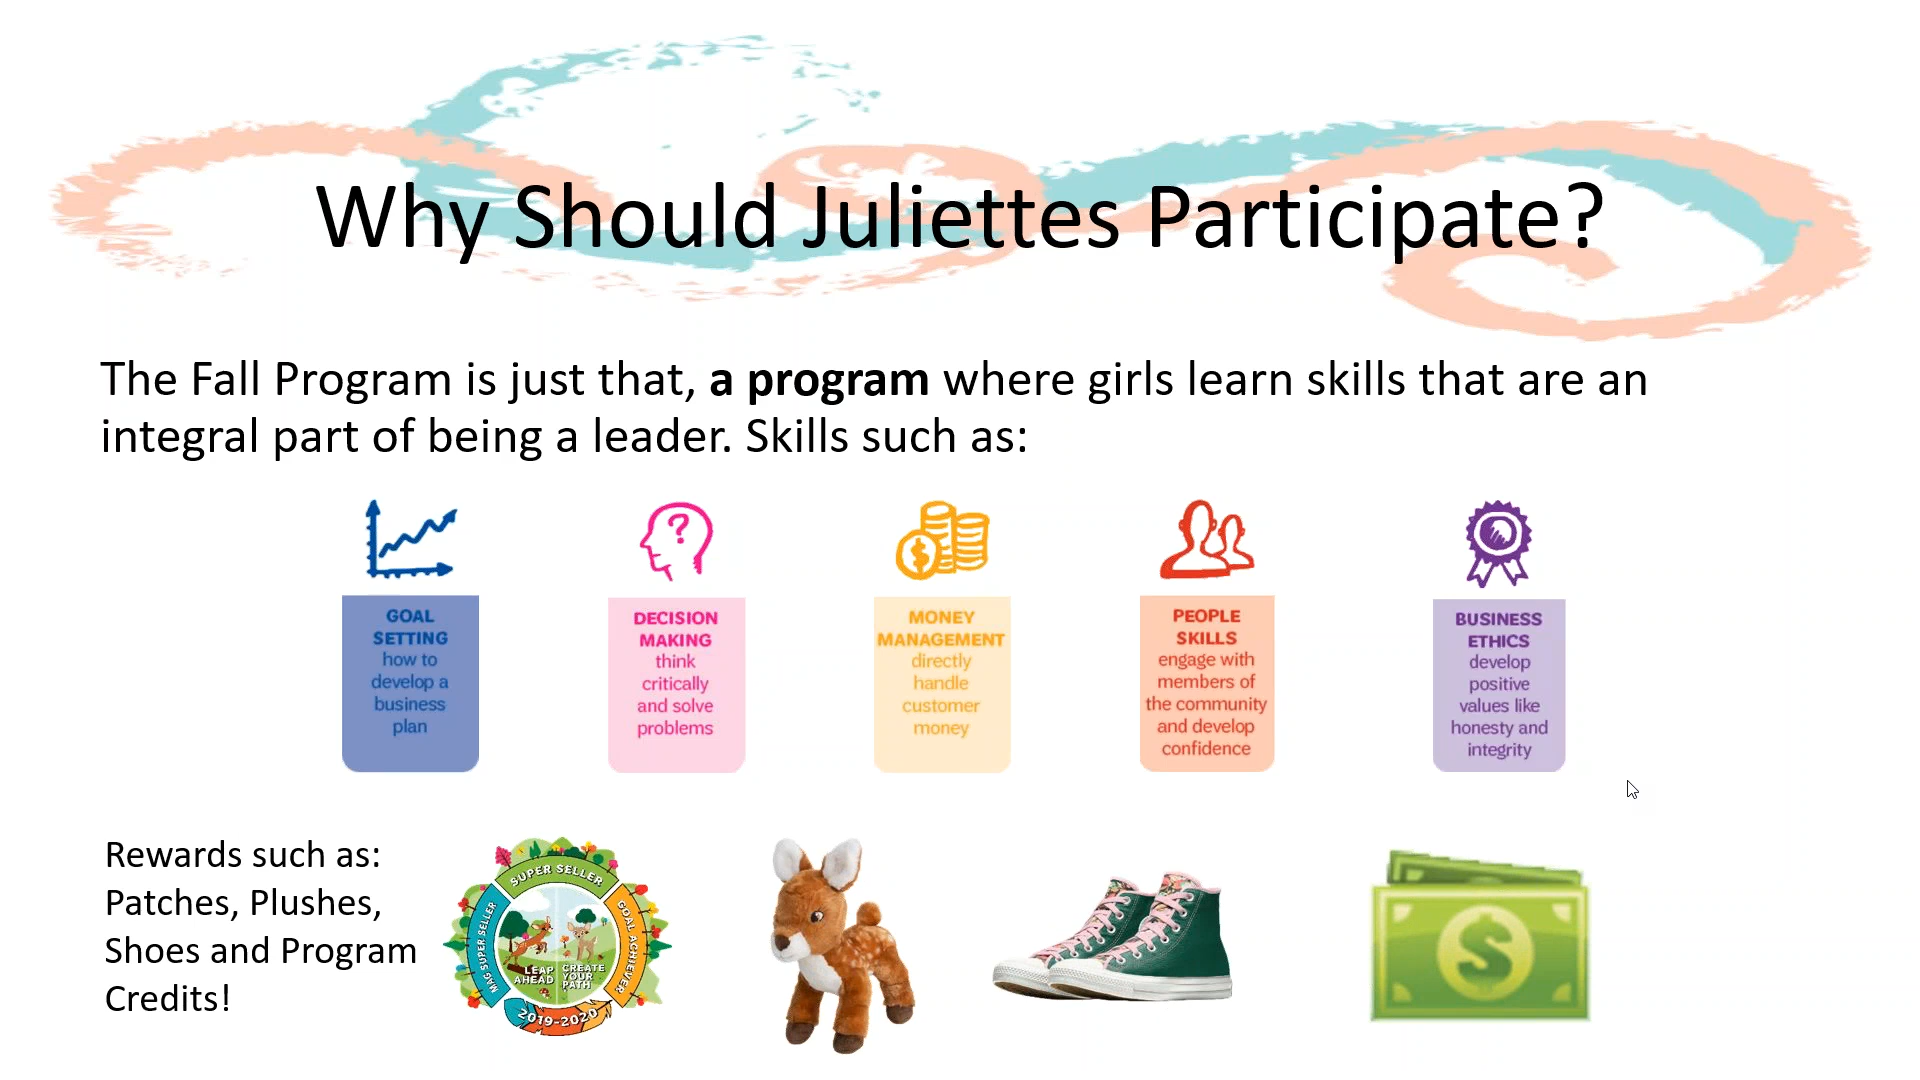 Why Should Juliettes Participate?
The Fall Program is just that, a program where girls learn skills that are an
integral part of being a leader. Skills such as:
GOAL
SETTING
how to
develop a
business
plan
DECISION
MAKING
think
critically
and solve
problems
MONEY
MANAGEMENT
directly
handle
customer
money
PEOPLE
SKILLS
engage with
members of
the community
and develop
confidence
BUSINESS
ETHICS
develop
positive
values like
honesty and
integrity
Rewards such as:
Patches, Plushes,
Shoes and Program
Credits!
SUPER SELLER
MAG SUPER SELLER
GOAL ACHIEVER
LEAP
AHEAD
CREATE
YOUR
PATH
2019-2020